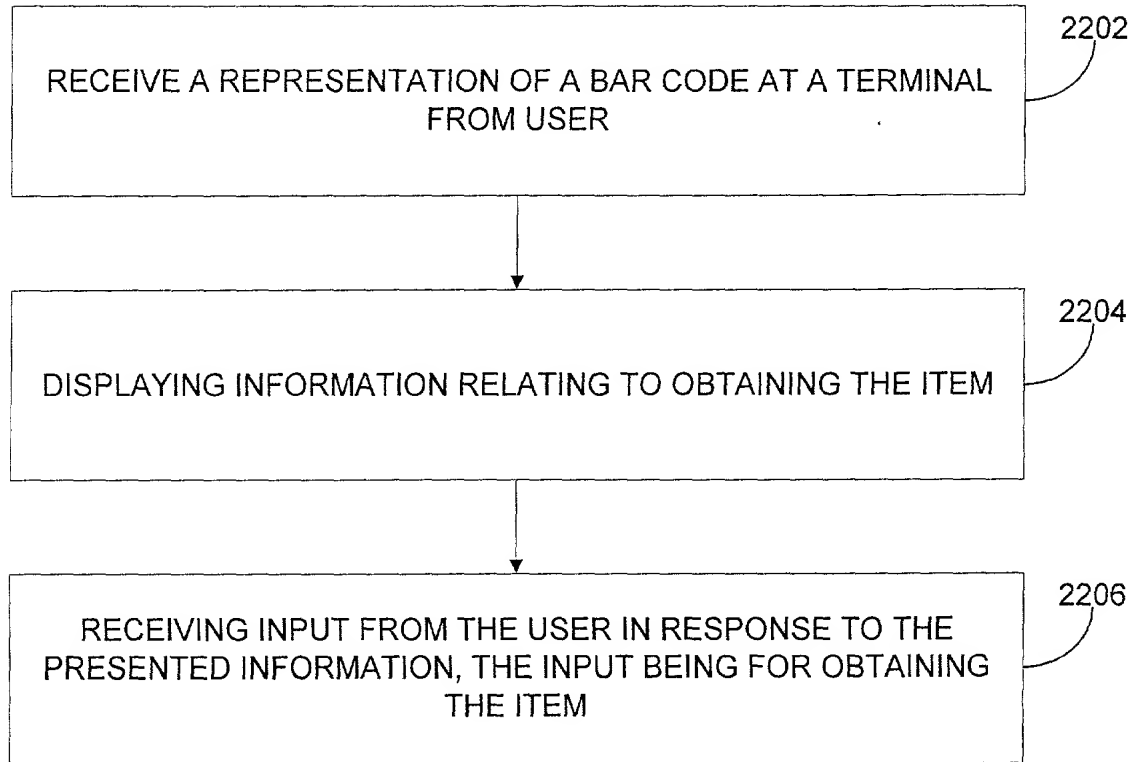 2202
RECEIVE A REPRESENTATION OF A BAR CODE AT A TERMINAL
FROM USER
2204
DISPLAYING INFORMATION RELATING TO OBTAINING THE ITEM
2206
RECEIVING INPUT FROM THE USER IN RESPONSE TO THE
PRESENTED INFORMATION, THE INPUT BEING FOR OBTAINING
THE ITEM